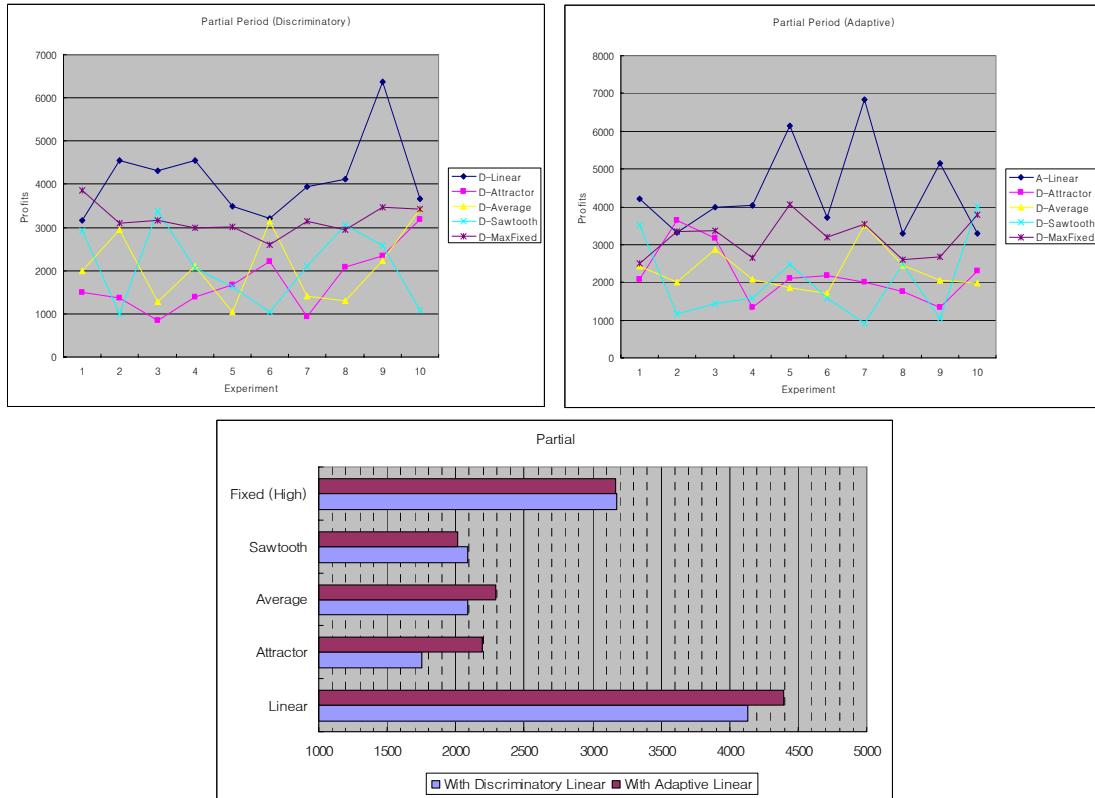 Partial Period (Discriminatory)
7000
6000
5000
4000
3000
2000
1000
0
Profits
1 2 3 4 5 6 7 8 9 10
Experiment
D-Linear
D-Attractor
D-Average
D-Sawtooth
D-MaxFixed
Partial Period (Adaptive)
8000
7000
6000
5000
4000
3000
2000
1000
0
Profits
1 2 3 4 5 6 7 8 9 10
Experiment
A-Linear
D-Attractor
D-Average
D-Sawtooth
D-MaxFixed
Partial
Fixed (High)
Sawtooth
Average
Attractor
Linear
1000 1500 2000 2500 3000 3500 4000 4500 5000
With Discriminatory Linear With Adaptive Linear